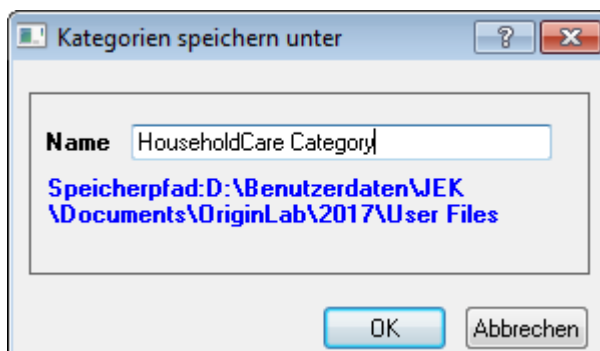 Kategorien speichern unter
Name HouseholdCare Category
Speicherpfad:D:\Benutzerdaten\JEK
\Documents\OriginLab\2017\User Files
OK Abbrechen